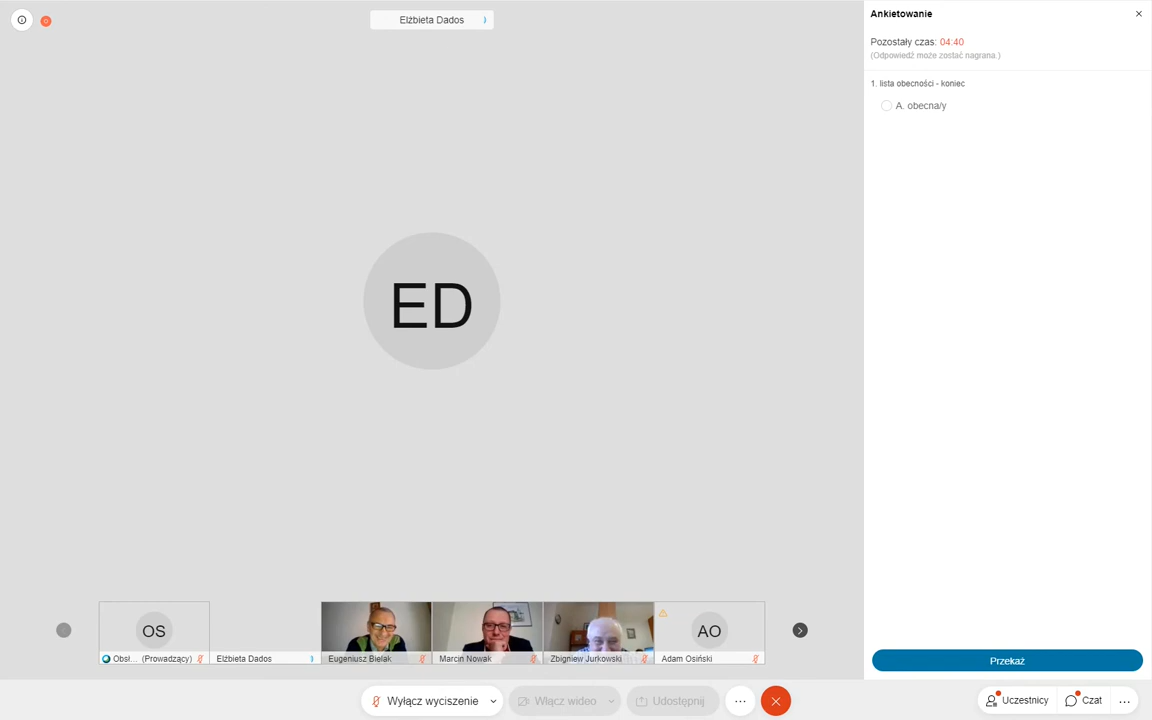 Elżbieta Dados
Ankietowanie
Pozostały czas: 04:40
(Odpowiedź może zostać nagrana.)
1. lista obecności - koniec
A. obecna/y
ED
OS
AO
Obsł... (Prowadzący)
Elżbieta Dados
Eugeniusz Bielak
Marcin Nowak
Zbigniew Jurkowski
Adam Osiński
Przekaż
Wyłącz wyciszenie
Włącz wideo
Udostępnij
...
Uczestnicy
Czat
...